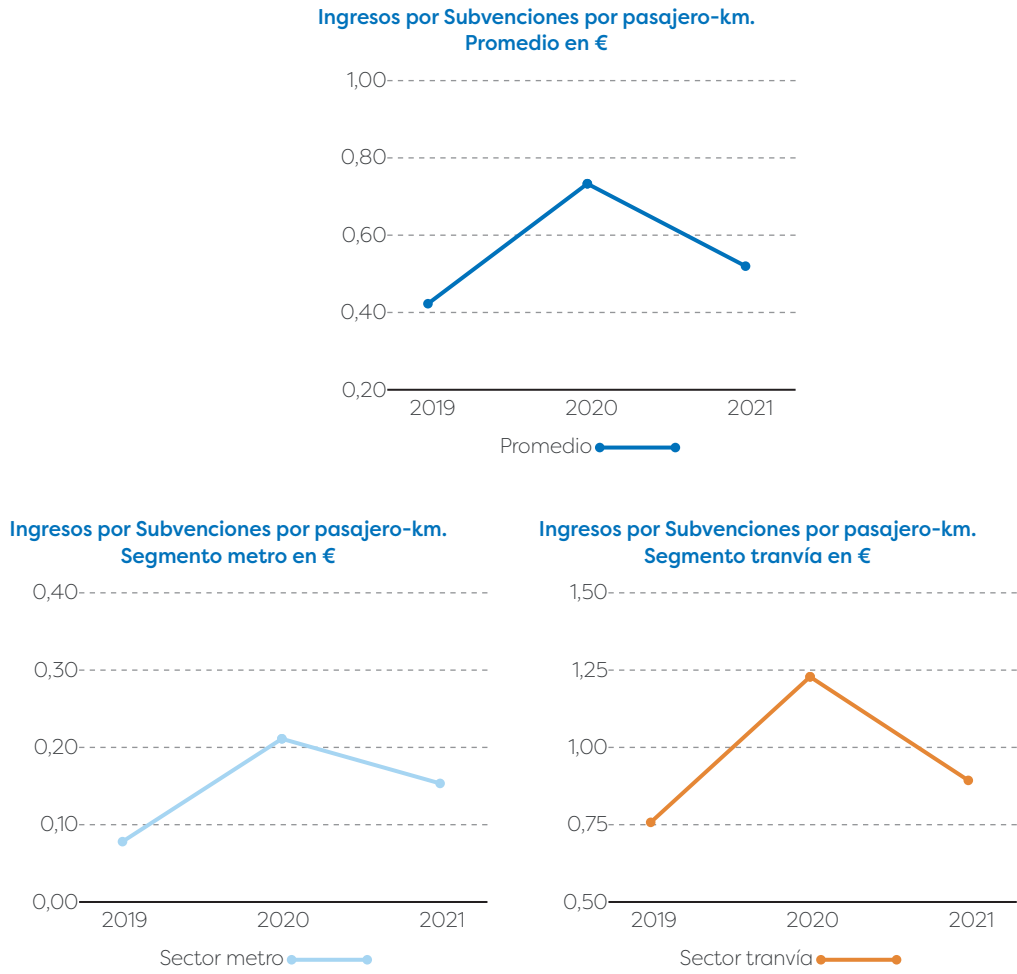 Ingresos por Subvenciones por pasajero-km.
Promedio en €
1,00
0,80
0,60
0,40
0,20
2019 2020 2021
Promedio
Ingresos por Subvenciones por pasajero-km.
Segmento metro en €
0,40
0,30
0,20
0,10
0,00
2019 2020 2021
Sector metro
Ingresos por Subvenciones por pasajero-km.
Segmento tranvía en €
1,50
1,25
1,00
0,75
0,50
2019 2020 2021
Sector tranvía